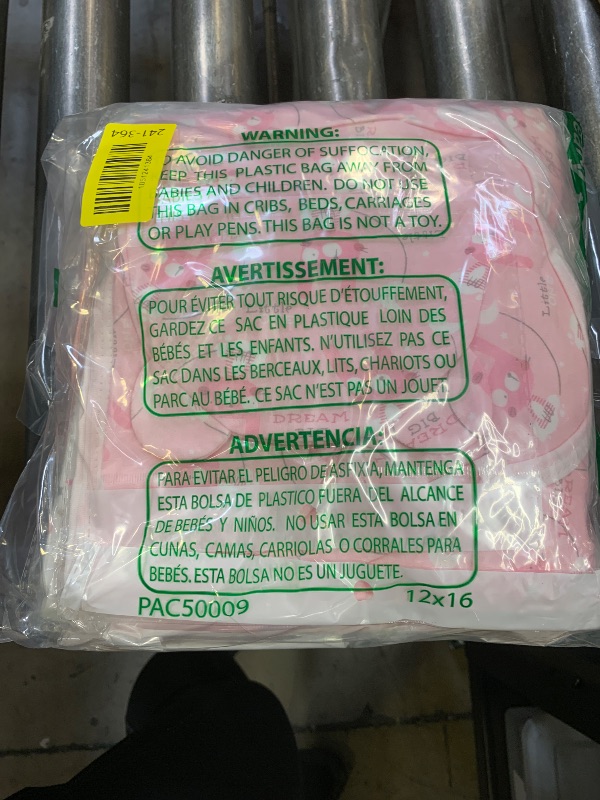 241-364
WARNING:
AVOID DANGER OF SUFFOCATION,
THIS PLASTIC BAG AWAY FROM
AND CHILDREN. DO NOT USE
THIS BAG IN CRIBS, BEDS, CARRIAGES
OR PLAY PENS. THIS BAG IS NOT A TOY.
AVERTISSEMENT:
POUR ÉVITER TOUT RISQUE D'ÉTOUFFEMENT,
GARDEZ CE SAC EN PLASTIQUE LOIN DES
BÉBÉS ET LES ENFANTS. N'UTILISEZ PAS CE
SAC DANS LES BERCEAUX, LITS, CHARIOTS OU
PARC AU BÉBÉ. CE SAC N'EST PAS UN JOUET.
ADVERTENCIA:
PARA EVITAR EL PELIGRO DE ASFIXIA, MANTENGA
ESTA BOLSA DE PLASTICO FUERA DEL ALCANCE
DE BEBÉS Y NIÑOS. NO USAR ESTA BOLSA EN
CUNAS, CAMAS, CARRIOLAS O CORRALES PARA
BEBÉS. ESTA BOLSA NO ES UN JUGUETE.
PAC50009 12x16
Little
Little
DREAM
BIG